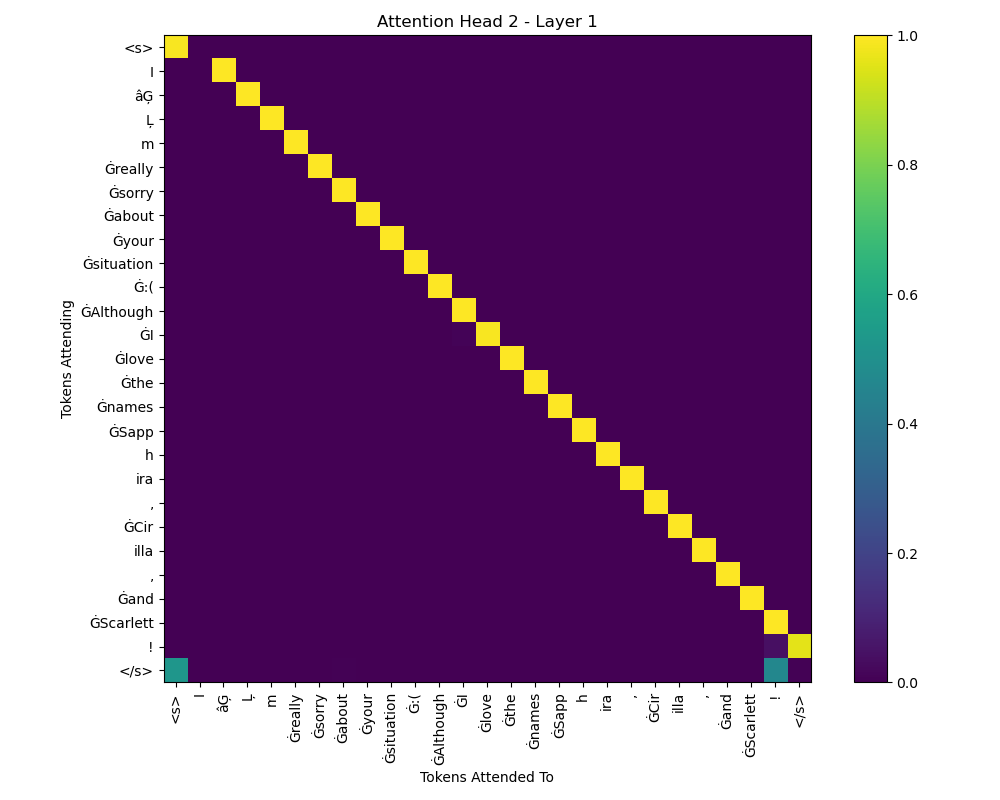 Attention Head 2 - Layer 1
<s>
I
âĢ
Ļ
m
Ġreally
Ġsorry
Ġabout
Ġyour
Ġsituation
Ġ:(
ĠAlthough
ĠI
Ġlove
Ġthe
Ġnames
ĠSapp
h
ira
,
ĠCir
illa
,
Ġand
ĠScarlett
!
</s>
Tokens Attending
<s>
I
âĢ
Ļ
m
Ġreally
Ġsorry
Ġabout
Ġyour
Ġsituation
Ġ:(
ĠAlthough
ĠI
Ġlove
Ġthe
Ġnames
ĠSapp
h
ira
,
ĠCir
illa
,
Ġand
ĠScarlett
!
</s>
Tokens Attended To
1.0
0.8
0.6
0.4
0.2
0.0